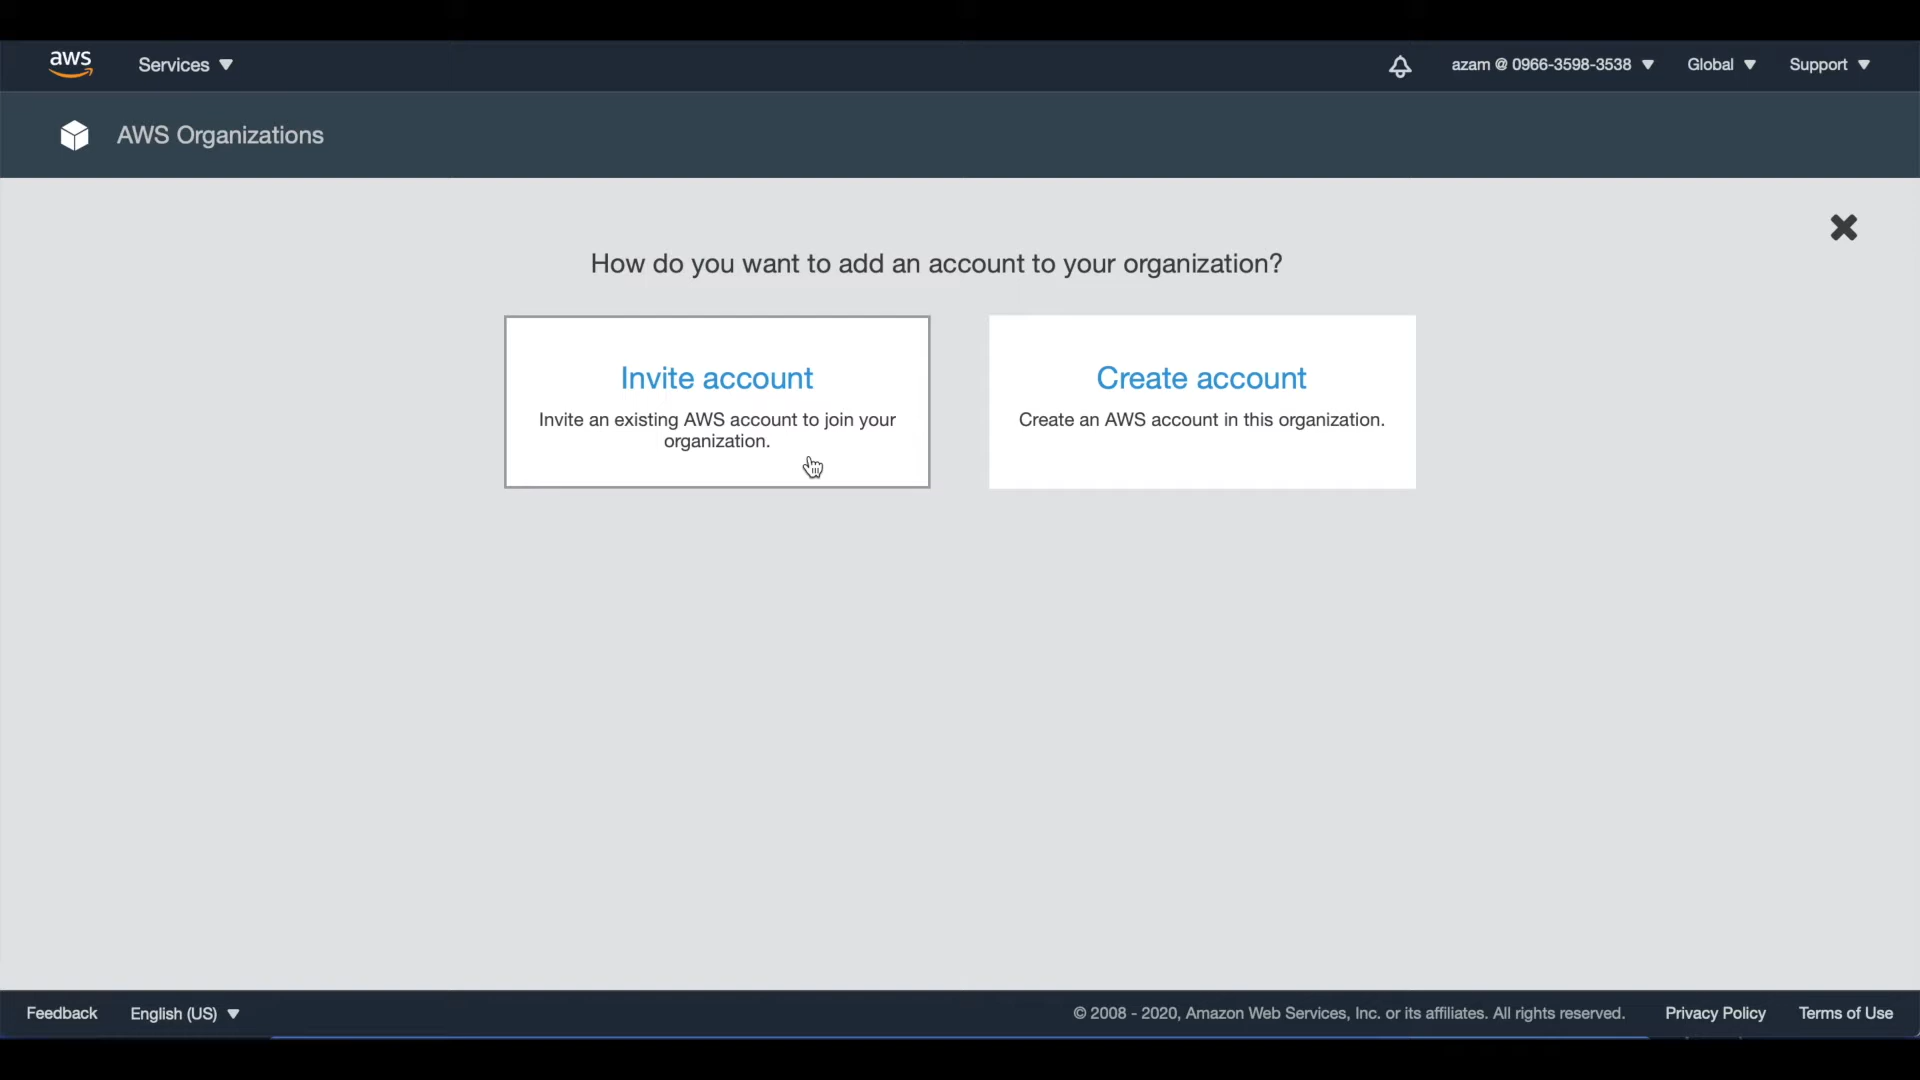 aws Services azam @ 0966-3598-3538 Global Support
AWS Organizations
How do you want to add an account to your organization?
Invite account
Invite an existing AWS account to join your
organization.
Create account
Create an AWS account in this organization.
Feedback English (US) © 2008 - 2020, Amazon Web Services, Inc. or its affiliates. All rights reserved. Privacy Policy Terms of Use